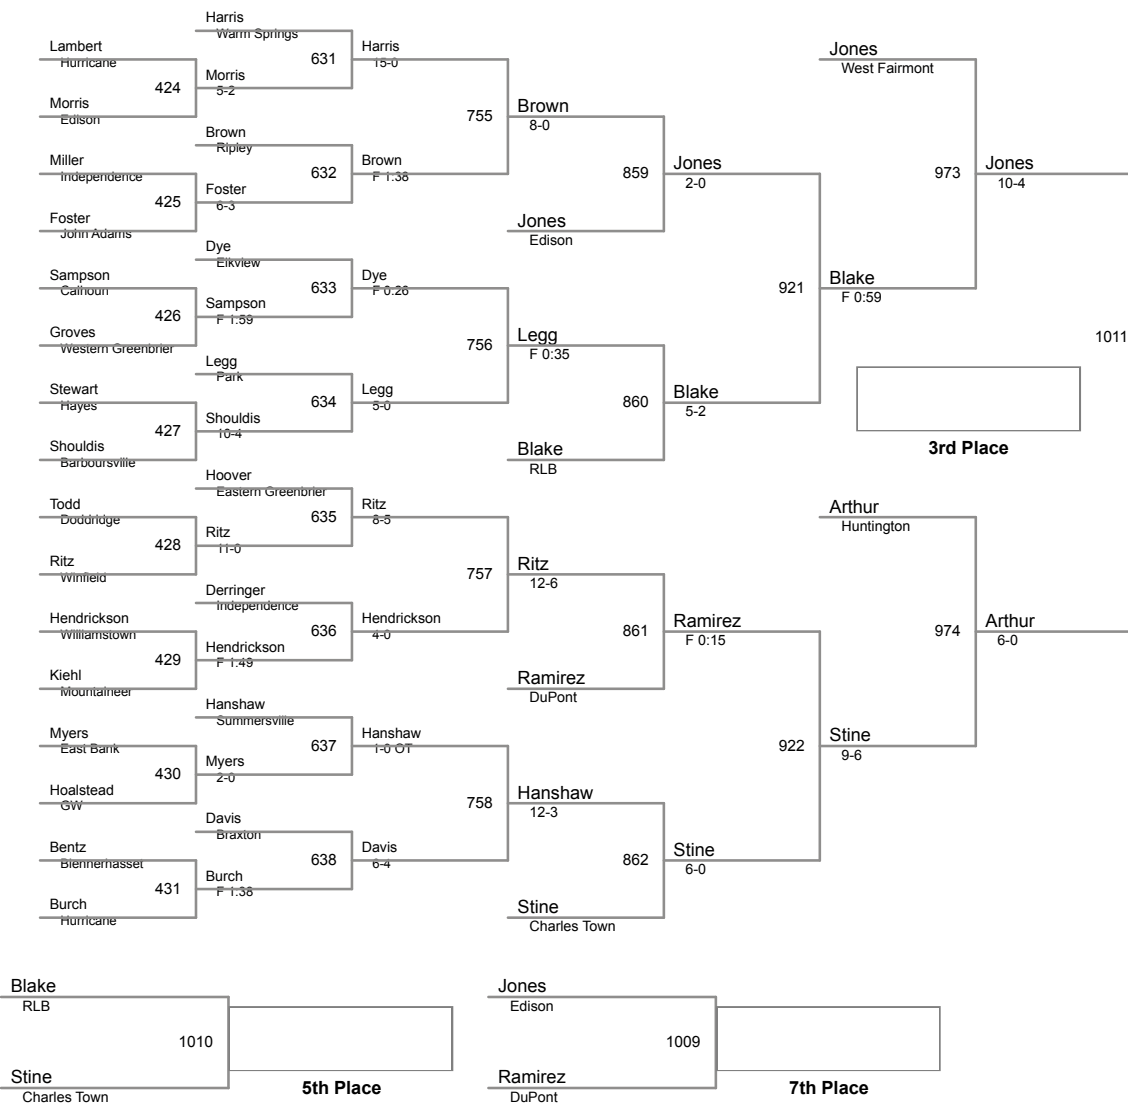 Harris
Warm Springs
Lambert
Hurricane
631
Harris
15-0
Jones
West Fairmont
424
Morris
5-2
Morris
Edison
755
Brown
8-0
Brown
Ripley
Miller
Independence
632
Brown
F 1:38
859
Jones
2-0
973
Jones
10-4
425
Foster
6-3
Foster
John Adams
Jones
Edison
Dye
Elkview
Sampson
Calhoun
633
Dye
F 0:26
921
Blake
F 0:59
426
Sampson
F 1:59
Groves
Western Greenbrier
756
Legg
F 0:35
1011
Legg
Park
Stewart
Hayes
634
Legg
5-0
860
Blake
5-2
427
Shouldis
10-4
Shouldis
Barboursville
Blake
RLB
3rd Place
Hoover
Eastern Greenbrier
Todd
Doddridge
635
Ritz
8-5
Arthur
Huntington
428
Ritz
11-0
Ritz
Winfield
757
Ritz
12-6
Derringer
Independence
Hendrickson
Williamstown
636
Hendrickson
4-0
861
Ramirez
F 0:15
974
Arthur
6-0
429
Hendrickson
F 1:49
Kiehl
Mountaineer
Ramirez
DuPont
Hanshaw
Summersville
Myers
East Bank
637
Hanshaw
1-0 OT
922
Stine
9-6
430
Myers
2-0
Hoalstead
GW
758
Hanshaw
12-3
Davis
Braxton
Bentz
Blennerhasset
638
Davis
6-4
862
Stine
6-0
431
Burch
F 1:38
Burch
Hurricane
Stine
Charles Town
Blake
RLB
1010
Stine
Charles Town
5th Place
Jones
Edison
1009
Ramirez
DuPont
7th Place